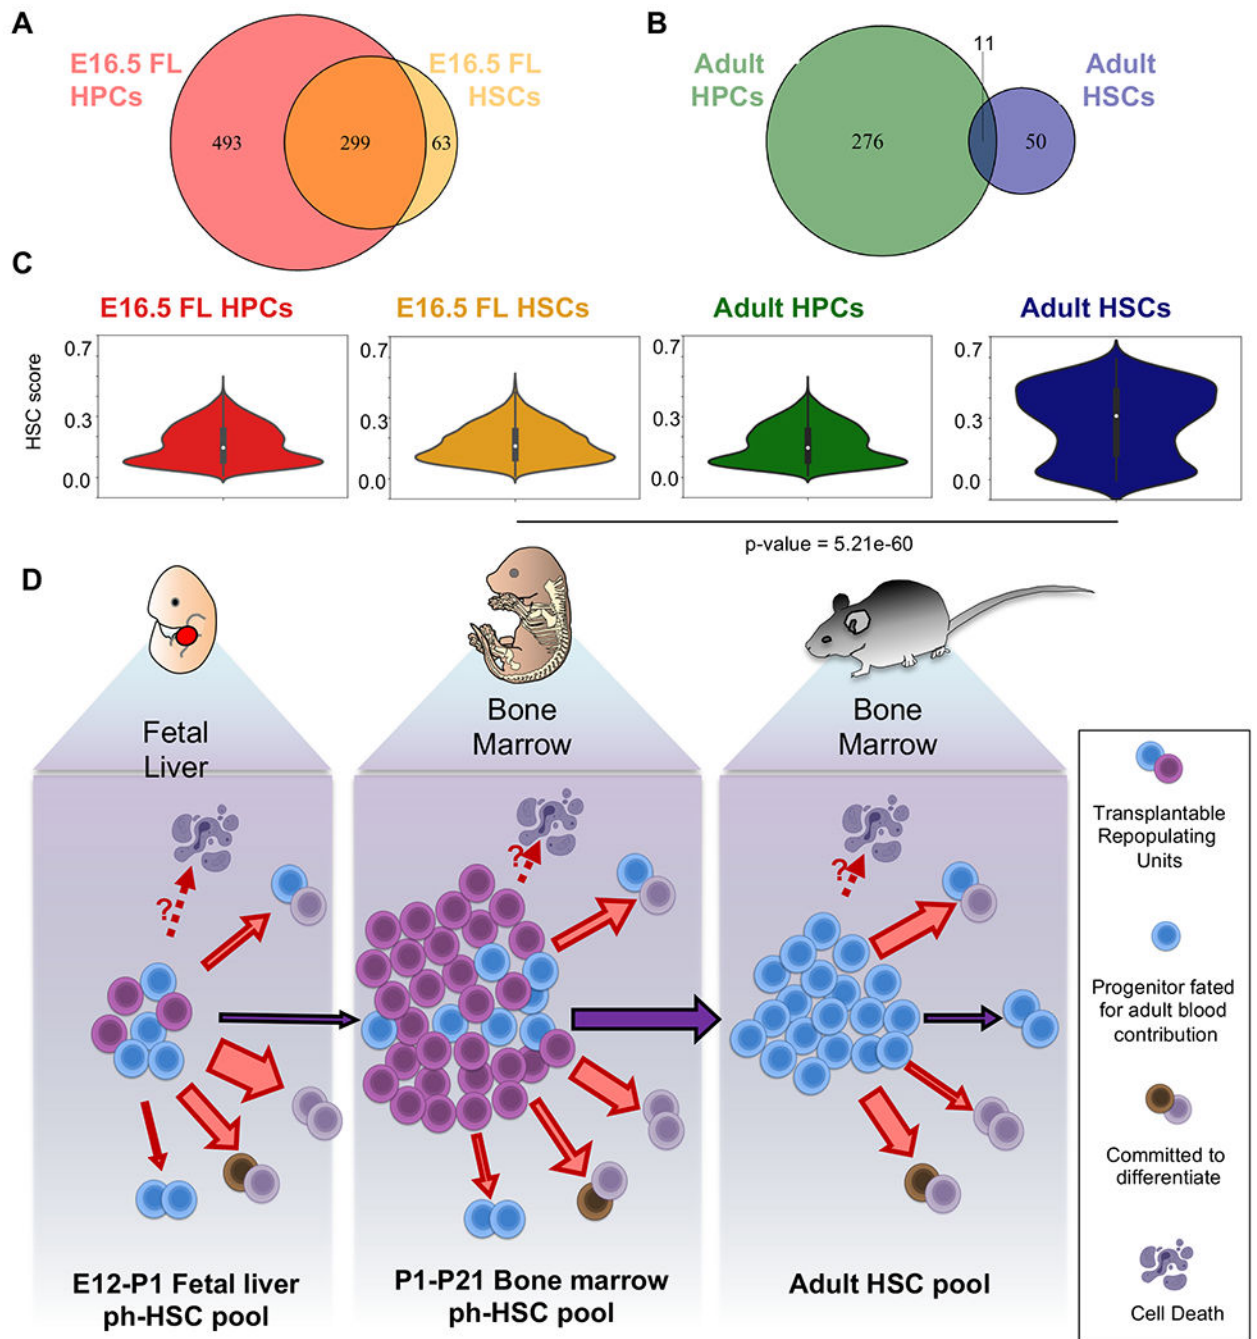 A
E16.5 FL
HPCs
E16.5 FL
HSCs
493
299
63
B
Adult
HPCs
11
Adult
HSCs
276
50
C
E16.5 FL HPCs
E16.5 FL HSCs
Adult HPCs
Adult HSCs
HSC score
0.7
0.3
0.0
0.7
0.3
0.0
0.7
0.3
0.0
0.7
0.3
0.0
p-value = 5.21e-60
D
Fetal
Liver
Bone
Marrow
Bone
Marrow
?
?
?
E12-P1 Fetal liver
ph-HSC pool
P1-P21 Bone marrow
ph-HSC pool
Adult HSC pool
Transplantable
Repopulating
Units
Progenitor fated
for adult blood
contribution
Committed to
differentiate
Cell Death